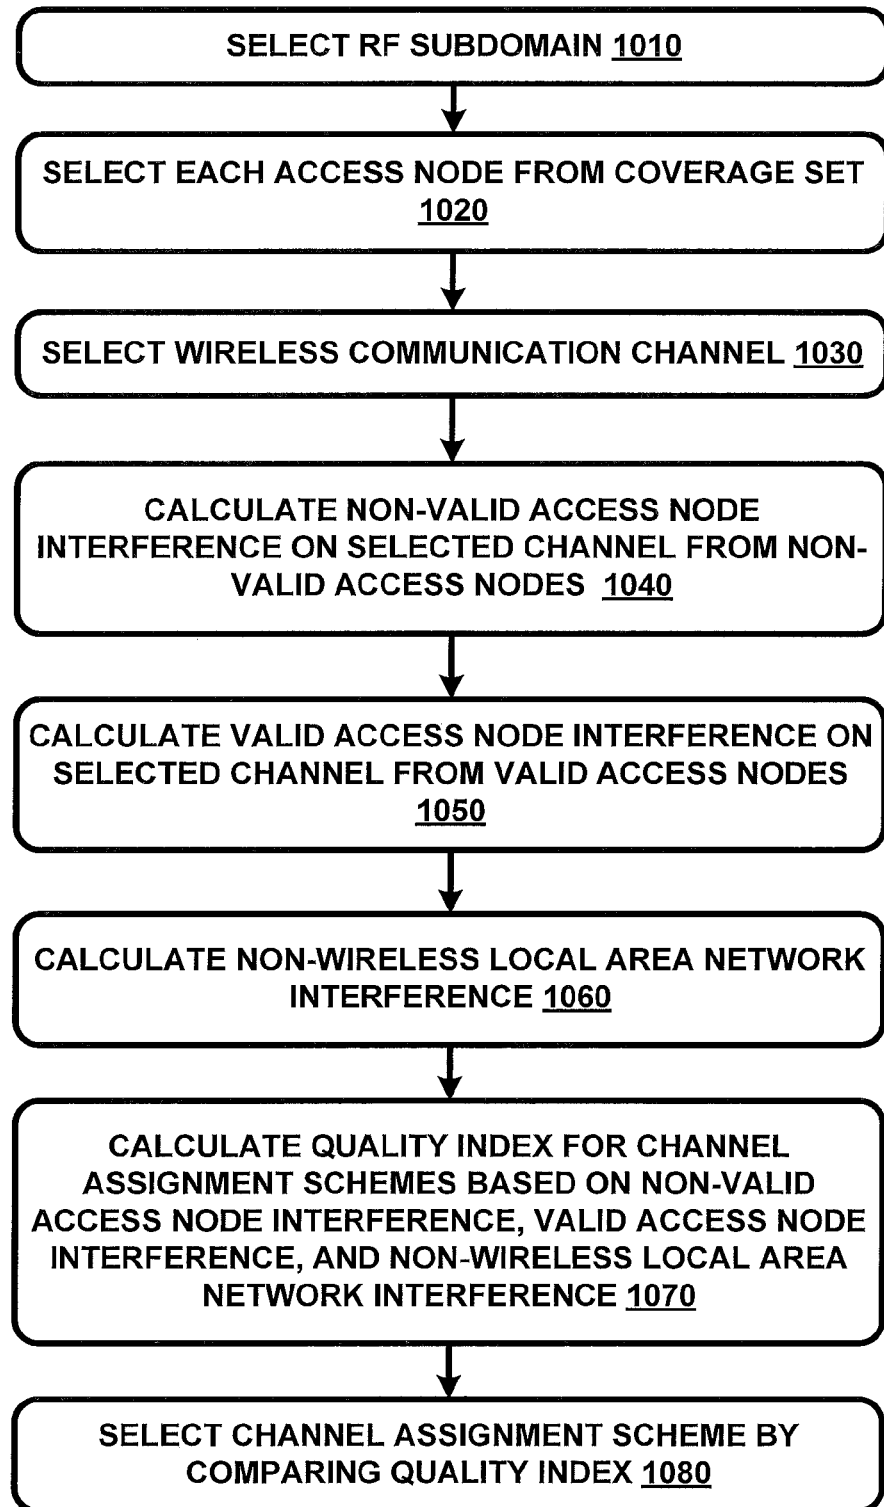 SELECT RF SUBDOMAIN 1010
SELECT EACH ACCESS NODE FROM COVERAGE SET
1020
SELECT WIRELESS COMMUNICATION CHANNEL 1030
CALCULATE NON-VALID ACCESS NODE
INTERFERENCE ON SELECTED CHANNEL FROM NON-
VALID ACCESS NODES 1040
CALCULATE VALID ACCESS NODE INTERFERENCE ON
SELECTED CHANNEL FROM VALID ACCESS NODES
1050
CALCULATE NON-WIRELESS LOCAL AREA NETWORK
INTERFERENCE 1060
CALCULATE QUALITY INDEX FOR CHANNEL
ASSIGNMENT SCHEMES BASED ON NON-VALID
ACCESS NODE INTERFERENCE, VALID ACCESS NODE
INTERFERENCE, AND NON-WIRELESS LOCAL AREA
NETWORK INTERFERENCE 1070
SELECT CHANNEL ASSIGNMENT SCHEME BY
COMPARING QUALITY INDEX 1080